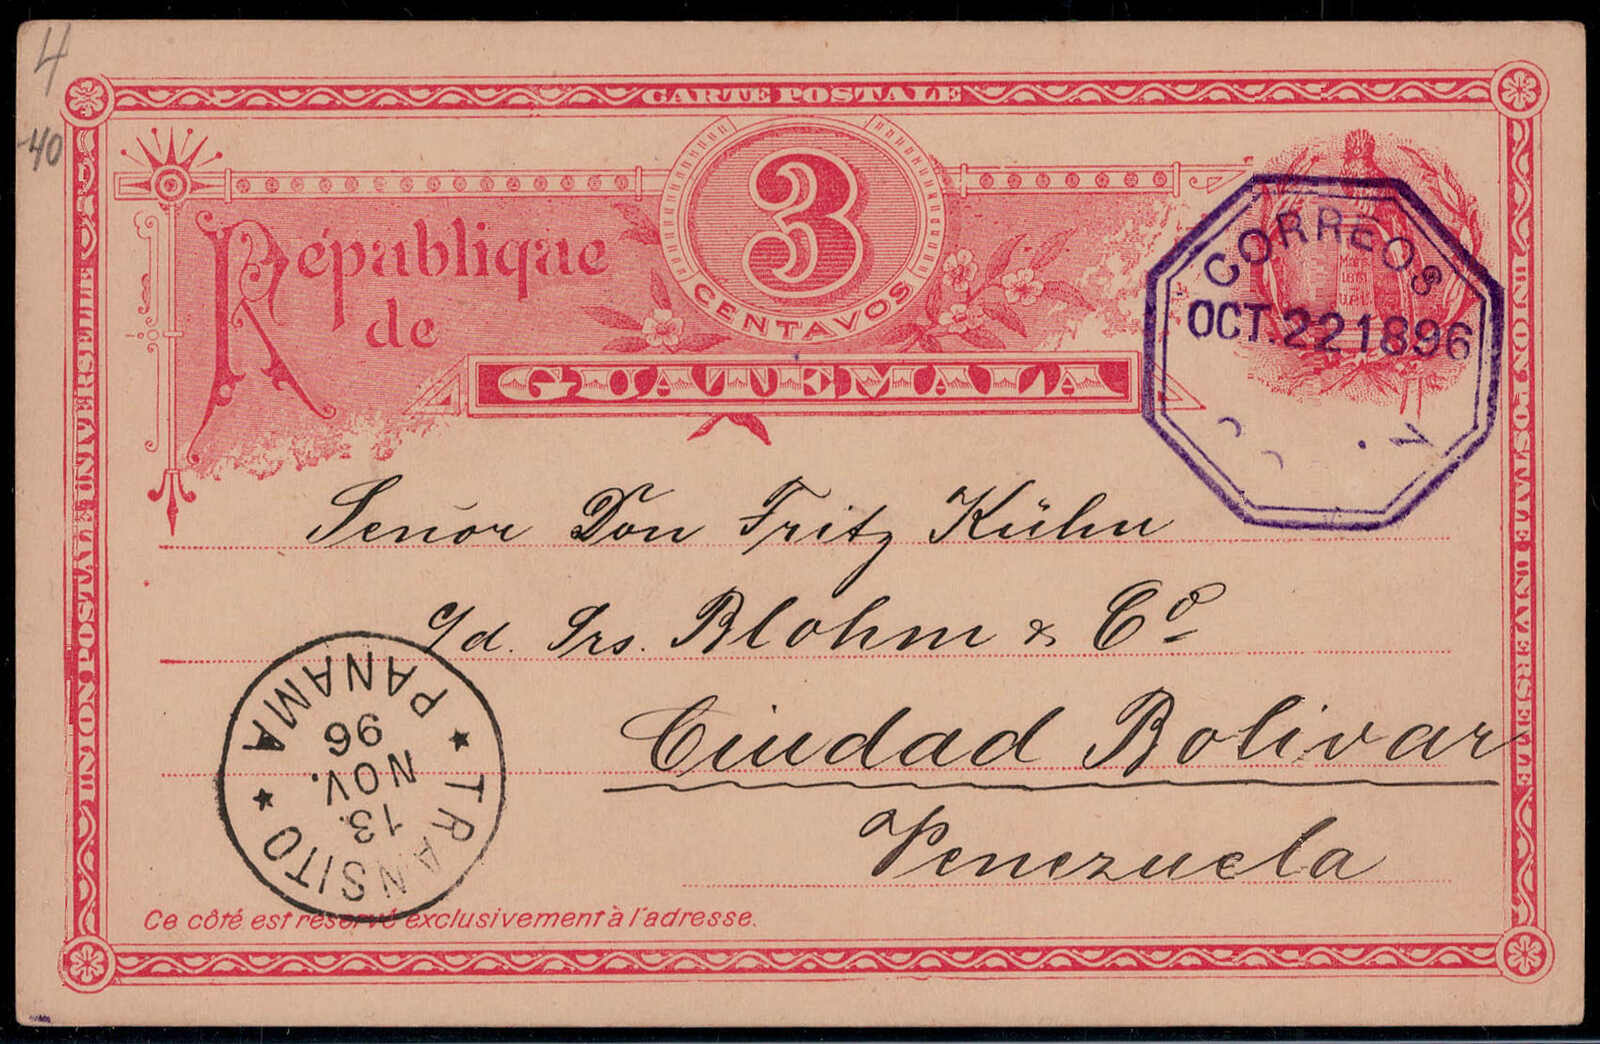 4
-40
CARTE POSTALE
UNION POSTALE UNIVERSELLE
République
de
3
CENTAVOS
GUATEMALA
CORREOS
OCT.22 1896
Señor Don Fritz Kühn
c/d. Srs. Blohm & Cº
Ciudad Bolivar
Venezuela
TRANSITO
PANAMA
13.
NOV.
96
Ce côté est reservé exclusivement à l'adresse.
UNION POSTALE UNIVERSELLE